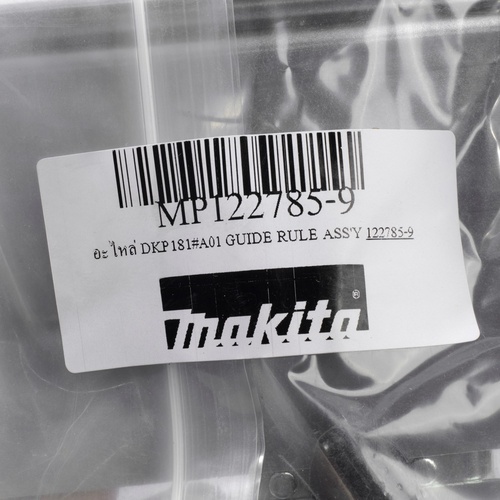 MP122785-9
อะไหล่ DKP181#A01 GUIDE RULE ASS'Y 122785-9
makita®